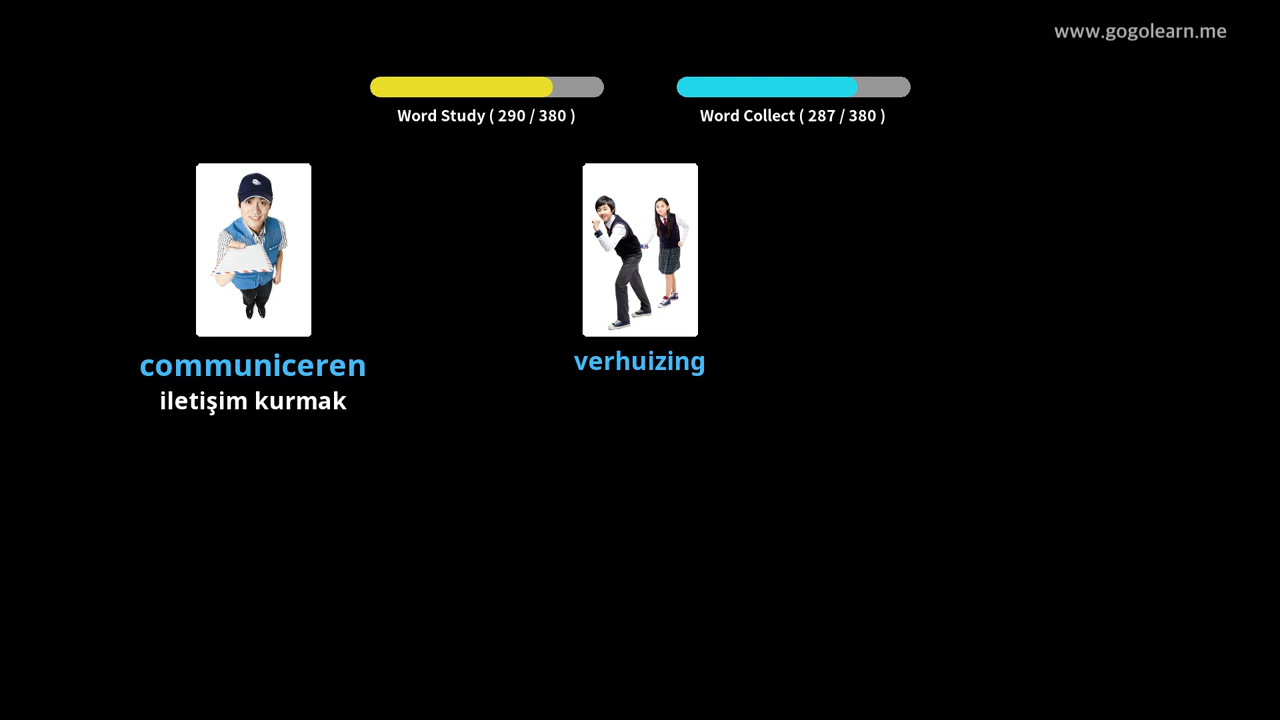 www.gogolearn.me
Word Study ( 290 / 380 )
Word Collect ( 287 / 380 )
communiceren
iletişim kurmak
verhuizing